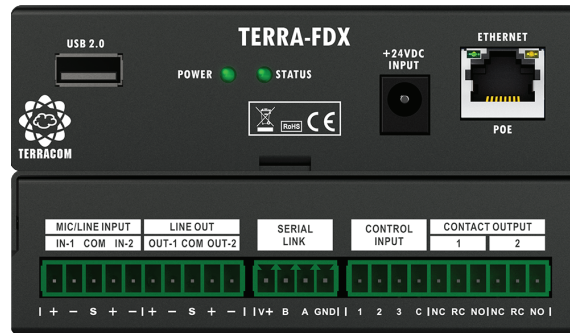 USB 2.0
TERRA-FDX
+24VDC
INPUT
ETHERNET
POWER
STATUS
RoHS
CE
TERRACOM
POE
MIC/LINE INPUT
LINE OUT
SERIAL
LINK
CONTROL
INPUT
CONTACT OUTPUT
IN-1 COM IN-2
OUT-1 COM OUT-2
1 2
| + − S + − | + − S + − | |V+ B A GND| | 1 2 3 C |NC RC NO|NC RC NO|